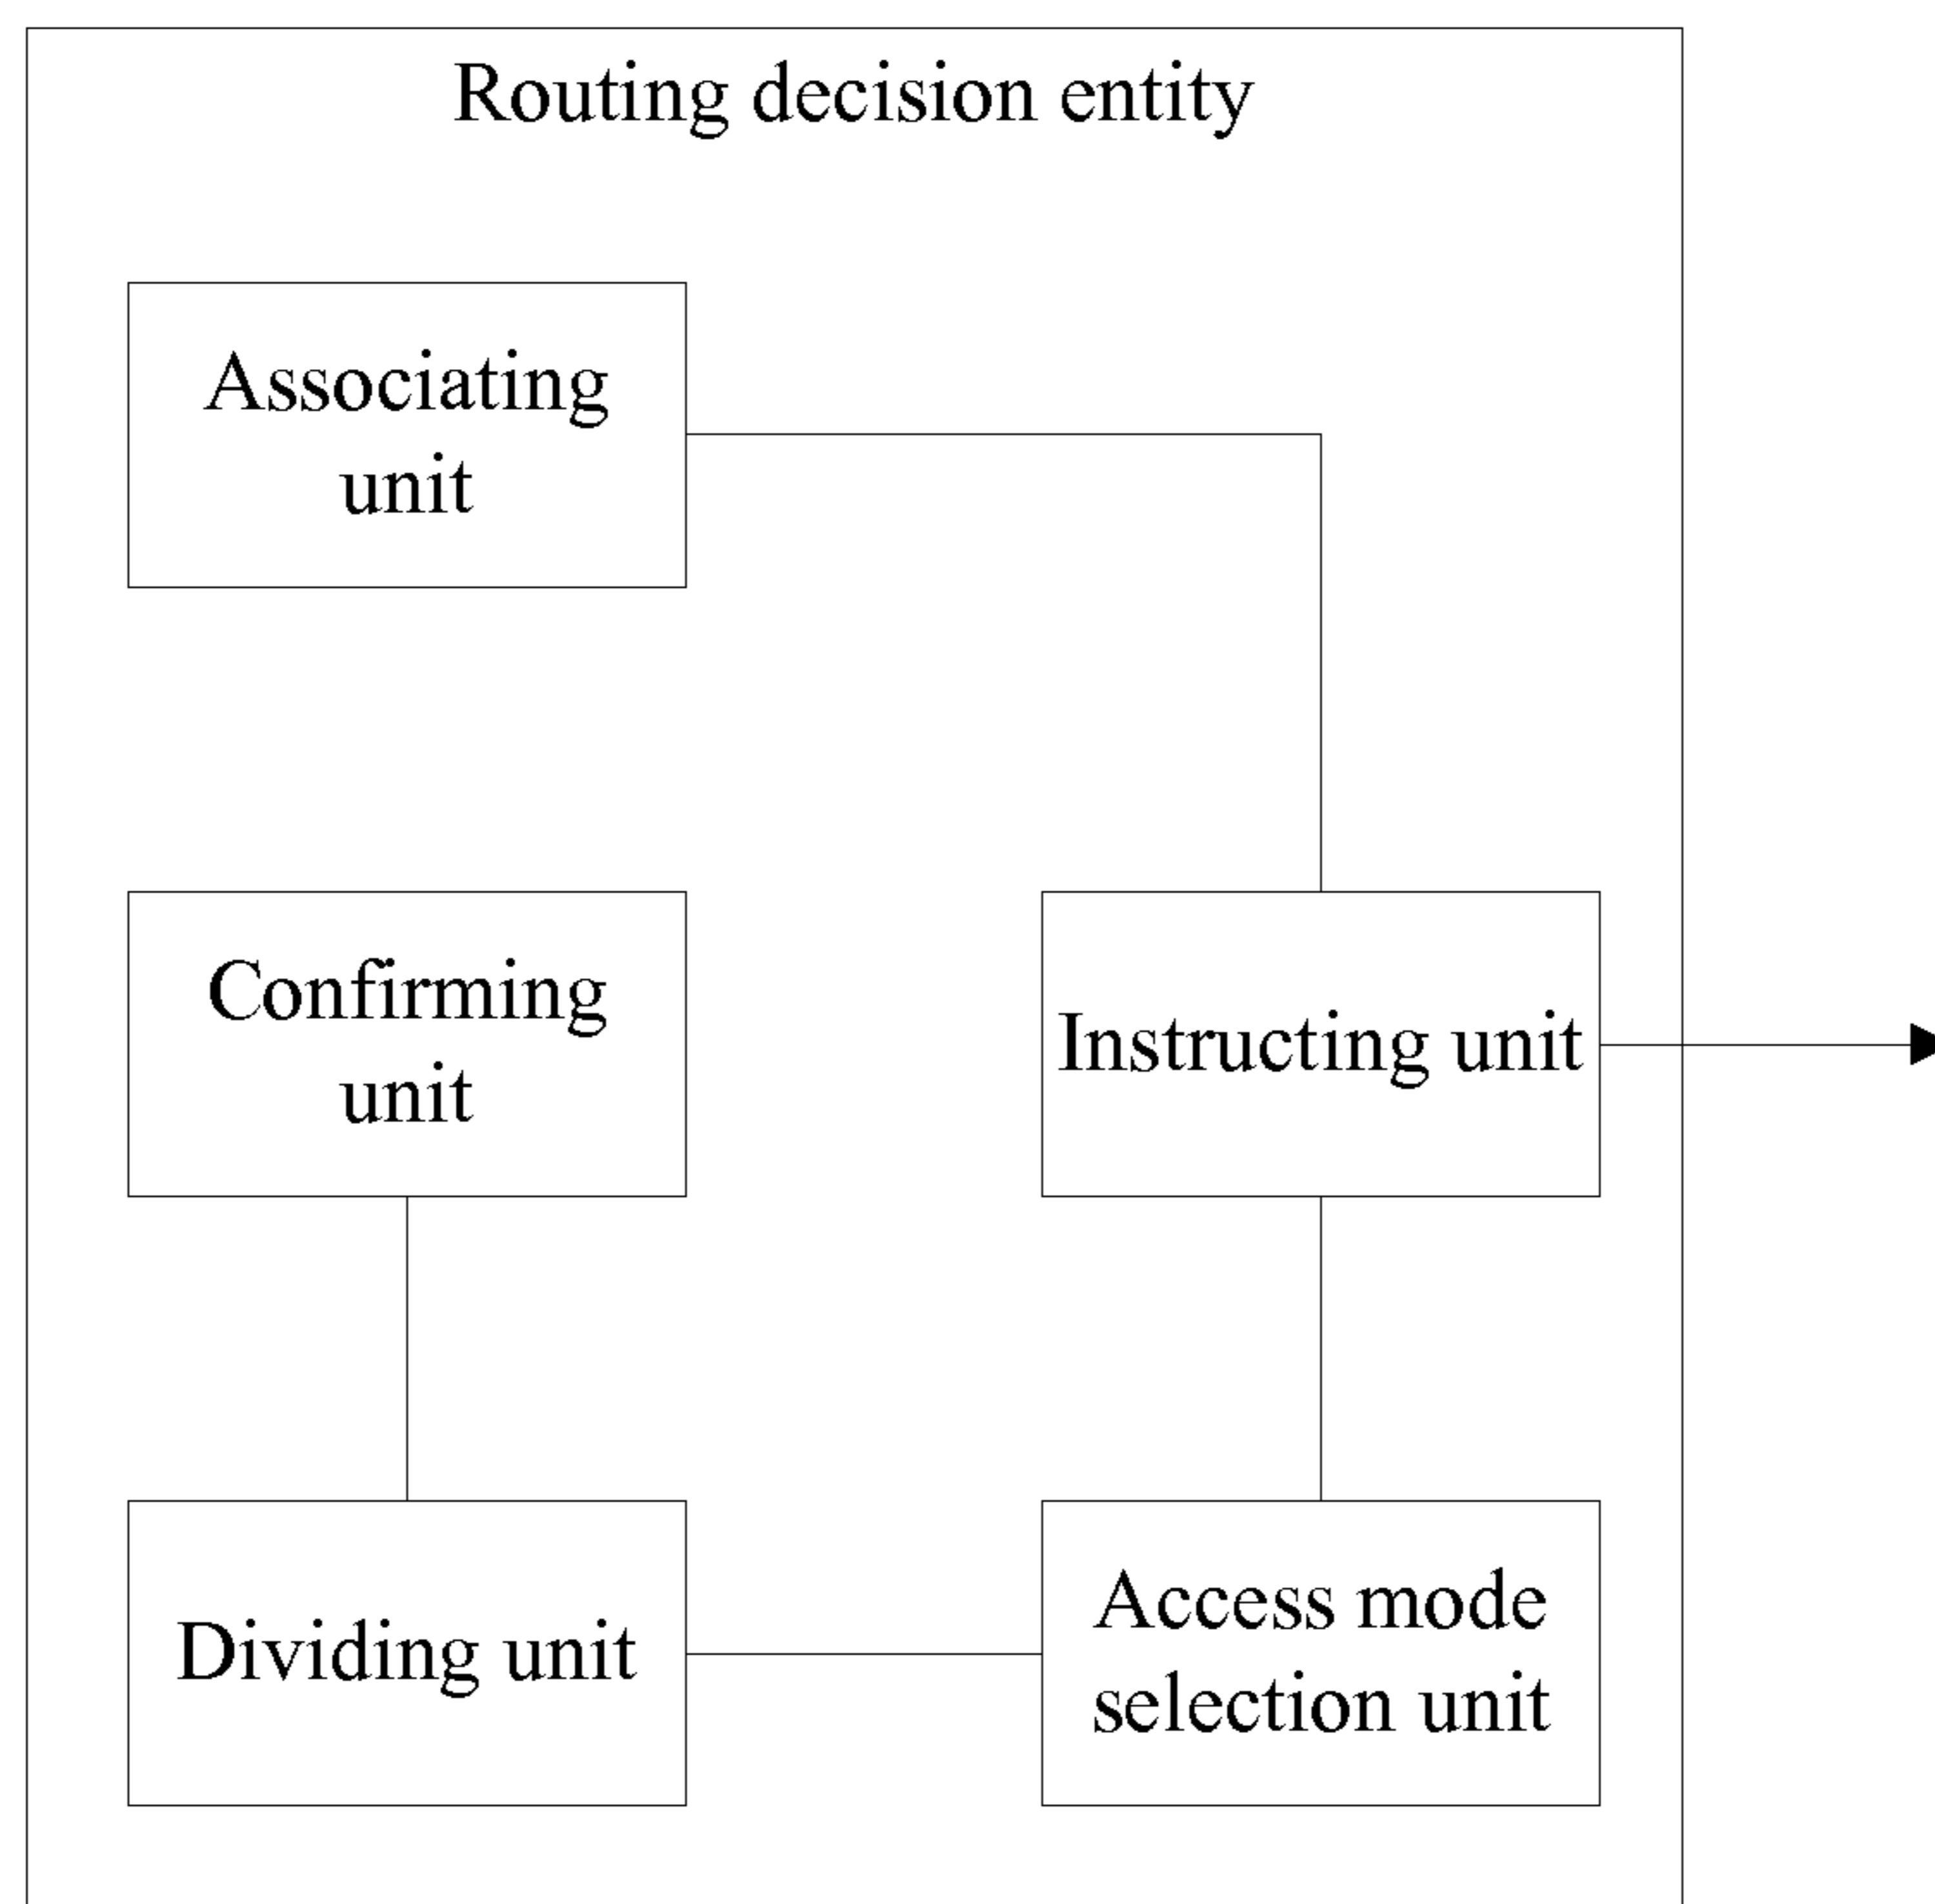 Routing decision entity
Associating
unit
Confirming
unit
Instructing unit
Dividing unit
Access mode
selection unit